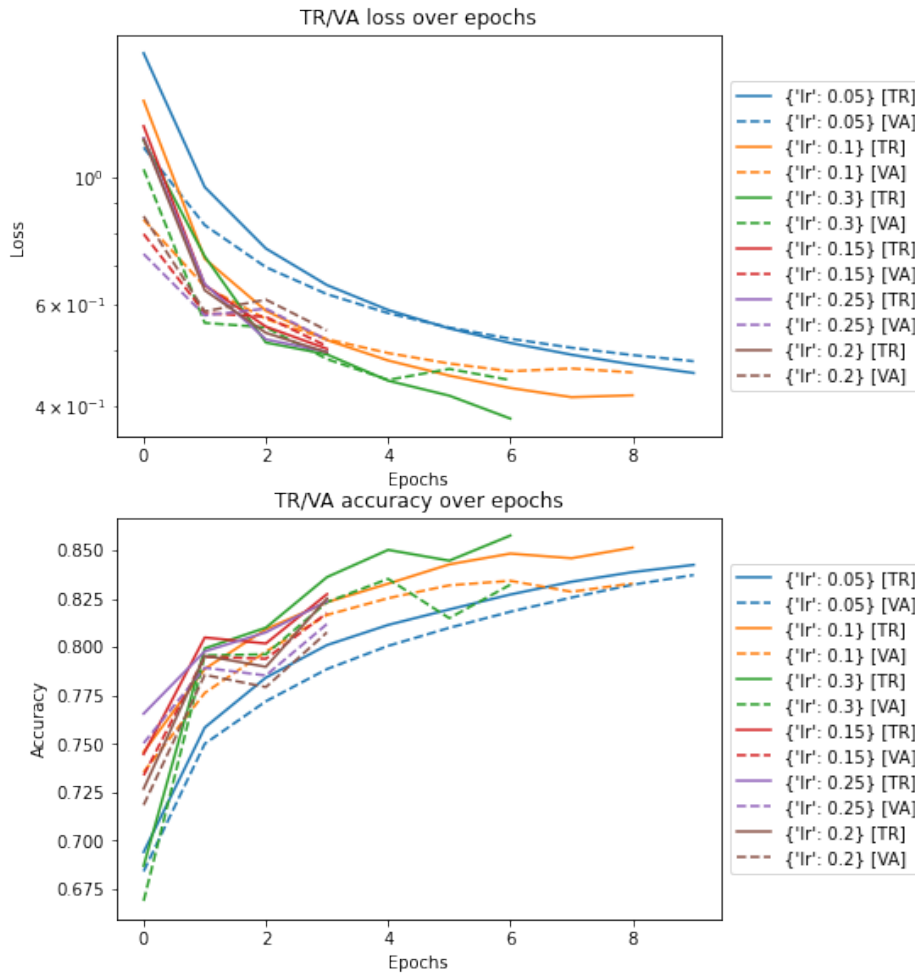 TR/VA loss over epochs
10⁰
6 × 10⁻¹
4 × 10⁻¹
Loss
0 2 4 6 8
Epochs
{'lr': 0.05} [TR]
{'lr': 0.05} [VA]
{'lr': 0.1} [TR]
{'lr': 0.1} [VA]
{'lr': 0.3} [TR]
{'lr': 0.3} [VA]
{'lr': 0.15} [TR]
{'lr': 0.15} [VA]
{'lr': 0.25} [TR]
{'lr': 0.25} [VA]
{'lr': 0.2} [TR]
{'lr': 0.2} [VA]
TR/VA accuracy over epochs
0.850
0.825
0.800
0.775
0.750
0.725
0.700
0.675
Accuracy
0 2 4 6 8
Epochs
{'lr': 0.05} [TR]
{'lr': 0.05} [VA]
{'lr': 0.1} [TR]
{'lr': 0.1} [VA]
{'lr': 0.3} [TR]
{'lr': 0.3} [VA]
{'lr': 0.15} [TR]
{'lr': 0.15} [VA]
{'lr': 0.25} [TR]
{'lr': 0.25} [VA]
{'lr': 0.2} [TR]
{'lr': 0.2} [VA]